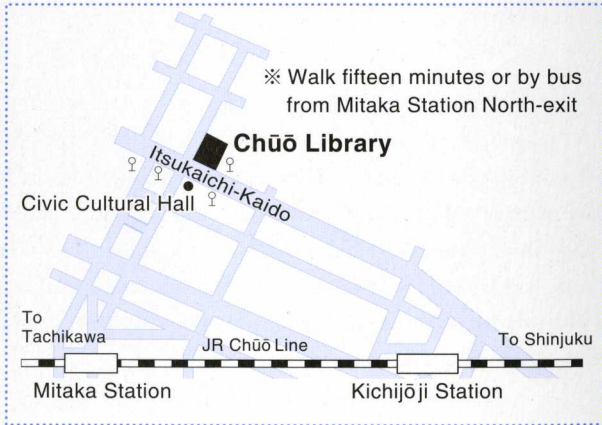 ※ Walk fifteen minutes or by bus
from Mitaka Station North-exit
Chūō Library
Itsukaichi-Kaido
Civic Cultural Hall
To
Tachikawa
JR Chūō Line
To Shinjuku
Mitaka Station
Kichijōji Station